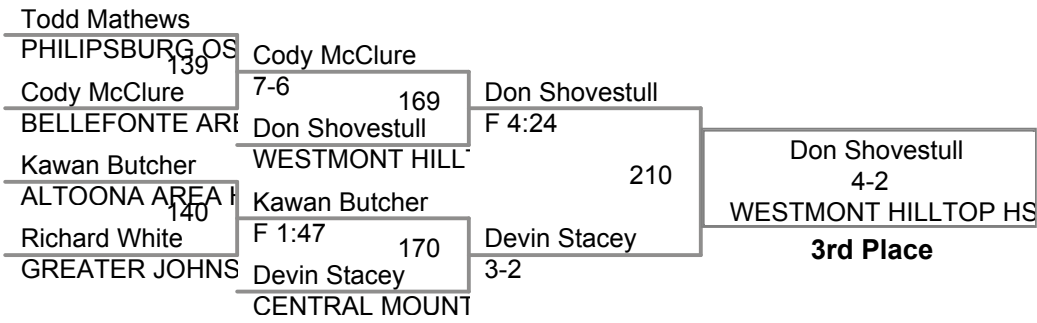 Todd Mathews
PHILIPSBURG OS
139
Cody McClure
BELLEFONTE ARE
Kawan Butcher
ALTOONA AREA H
140
Richard White
GREATER JOHNS
Cody McClure
7-6
169
Don Shovestull
WESTMONT HILLT
Kawan Butcher
F 1:47
170
Devin Stacey
CENTRAL MOUNT
Don Shovestull
F 4:24
210
Devin Stacey
3-2
Don Shovestull
4-2
WESTMONT HILLTOP HS
3rd Place